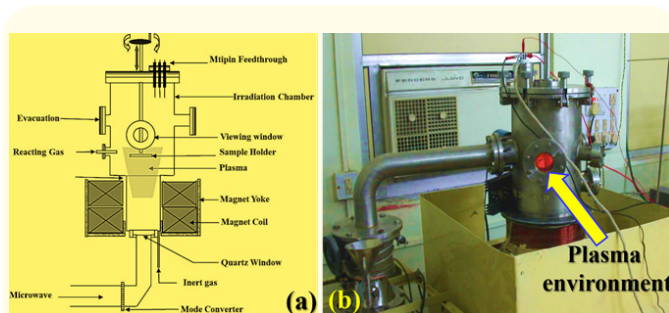 Mtipin Feedthrough
Irradiation Chamber
Evacuation
Viewing window
Reacting Gas
Sample Holder
Plasma
Magnet Yoke
Magnet Coil
Quartz Window
Inert gas
Microwave
Mode Converter
(a)
(b)
Plasma
environment